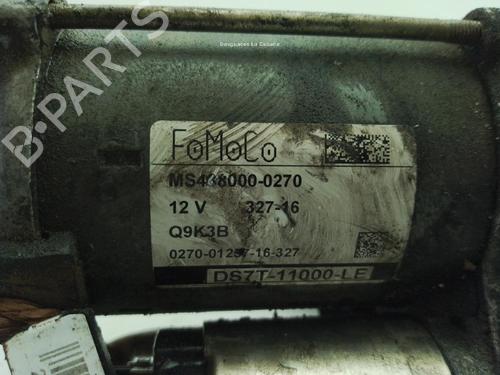 Desguaces La Cabaña
B-PARTS
FoMoCo
MS438000-0270
12 V 327-16
Q9K3B
0270-01257-16-327
DS7T-11000-LE